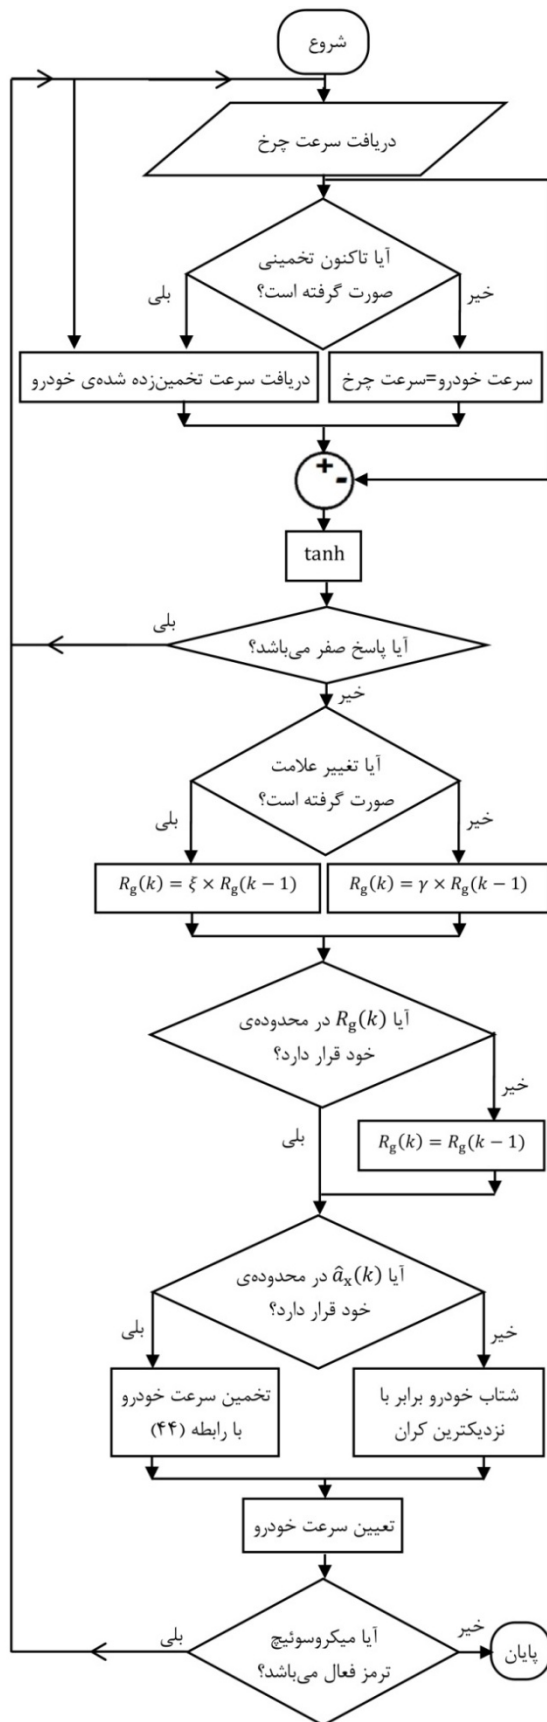 شروع
دریافت سرعت چرخ
آیا تاکنون تخمینی
صورت گرفته است؟
بلی
خیر
دریافت سرعت تخمین‌زده شده‌ی خودرو
سرعت خودرو=سرعت چرخ
+
-
tanh
بلی
آیا پاسخ صفر می‌باشد؟
خیر
آیا تغییر علامت
صورت گرفته است؟
بلی
خیر
R_g(k) = ξ × R_g(k − 1)
R_g(k) = γ × R_g(k − 1)
آیا R_g(k) در محدوده‌ی
خود قرار دارد؟
خیر
بلی
R_g(k) = R_g(k − 1)
آیا â_x(k) در محدوده‌ی
خود قرار دارد؟
بلی
خیر
تخمین سرعت خودرو
با رابطه (۴۴)
شتاب خودرو برابر با
نزدیکترین کران
تعیین سرعت خودرو
آیا میکروسوئیچ
ترمز فعال می‌باشد؟
بلی
خیر
پایان